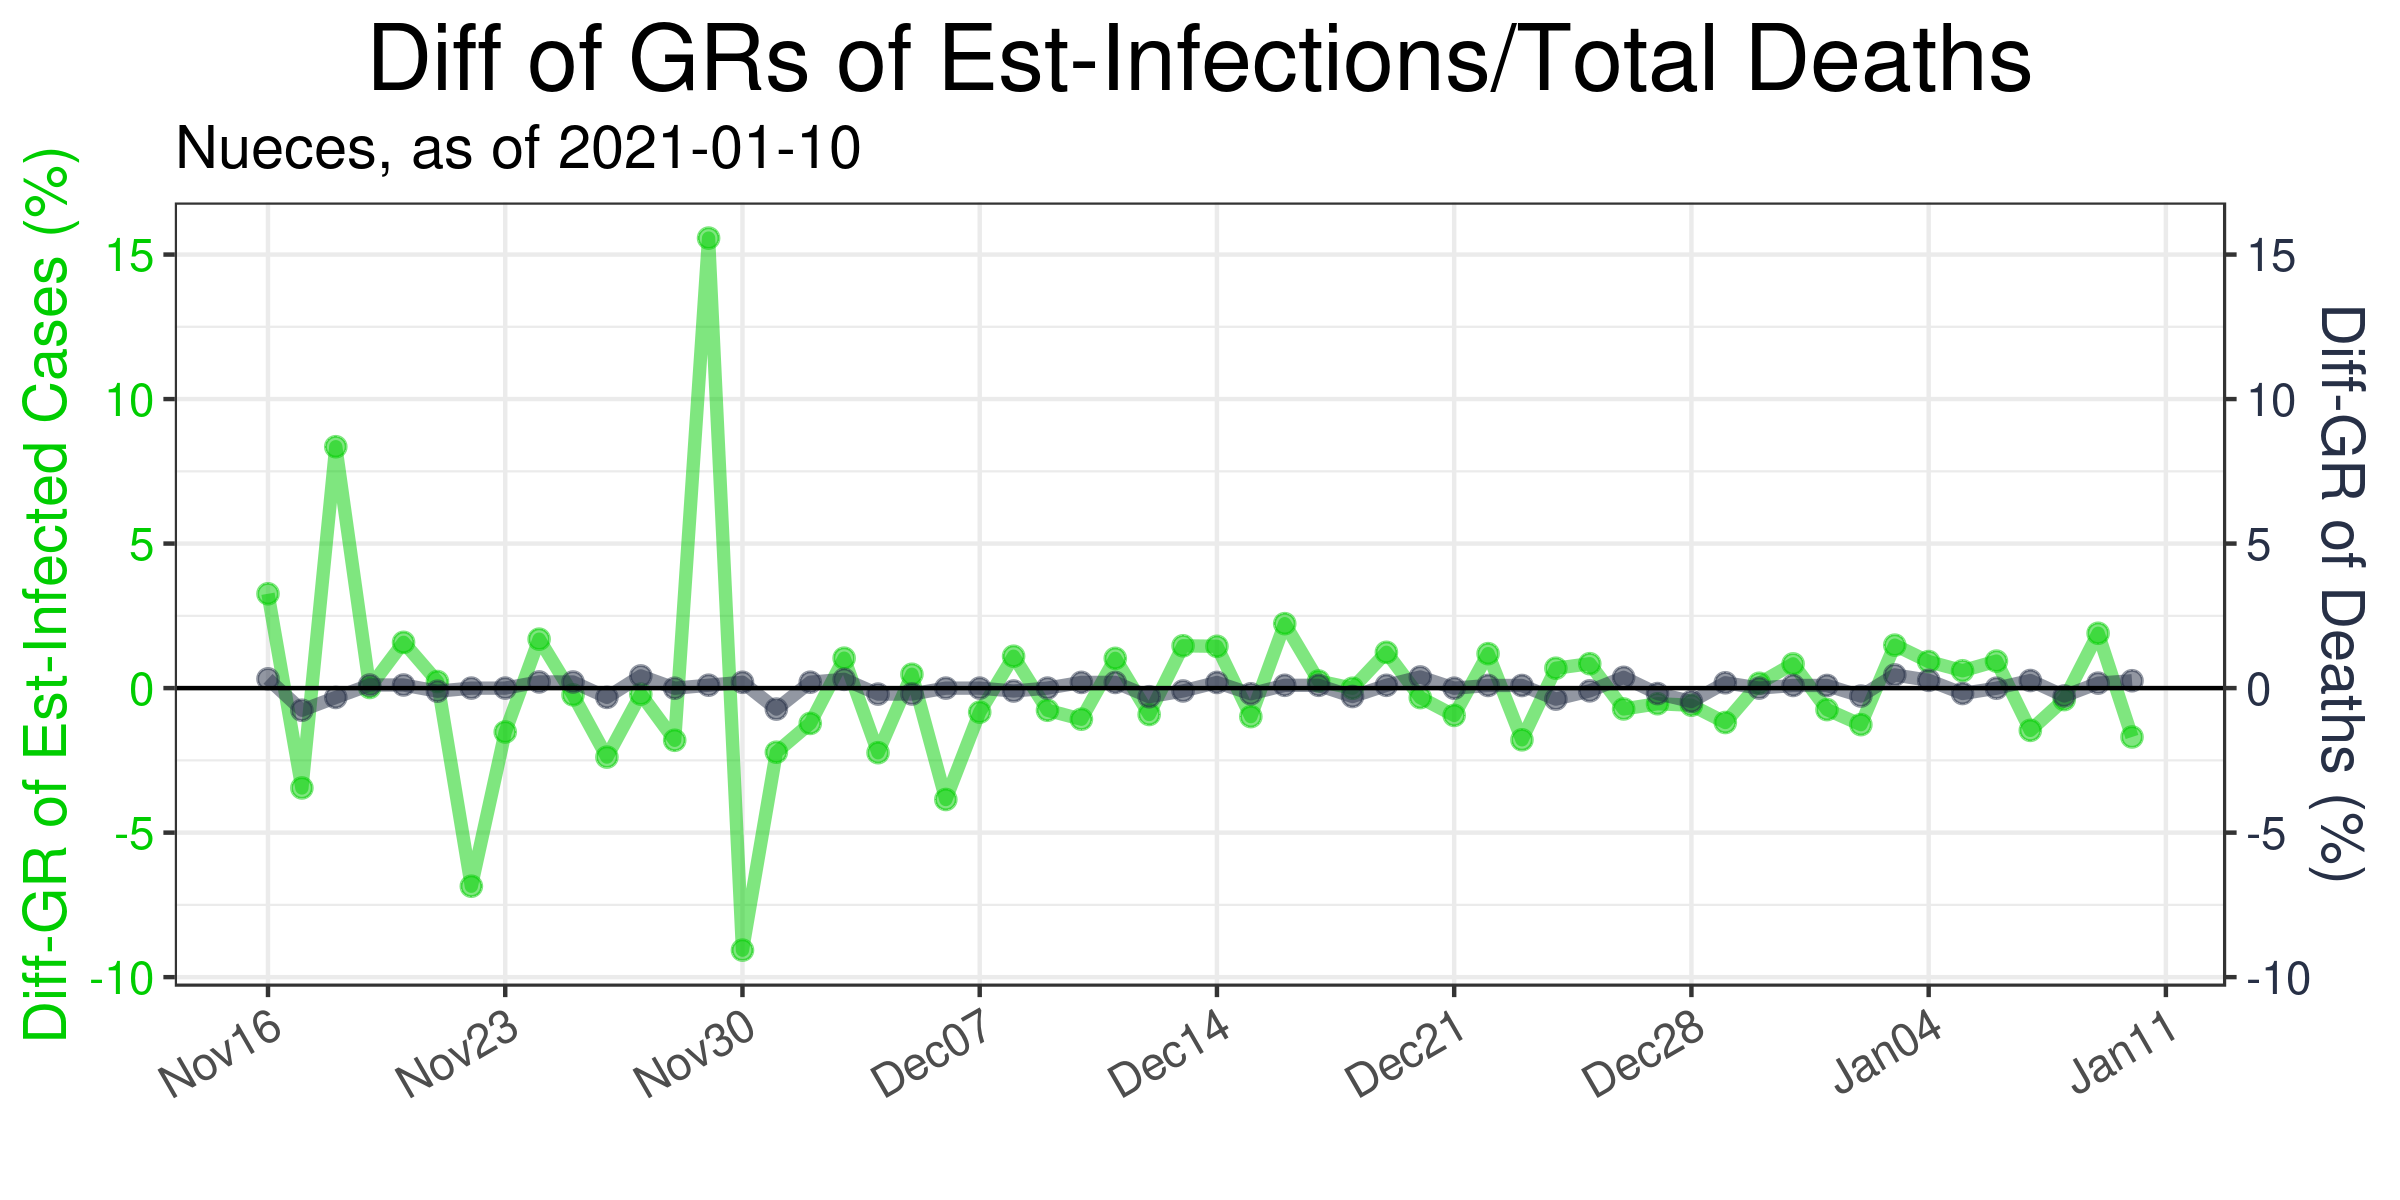 Diff of GRs of Est-Infections/Total Deaths
Nueces, as of 2021-01-10
Diff-GR of Est-Infected Cases (%)
15
10
5
0
-5
-10
15
10
5
0
-5
-10
Diff-GR of Deaths (%)
Nov16
Nov23
Nov30
Dec07
Dec14
Dec21
Dec28
Jan04
Jan11